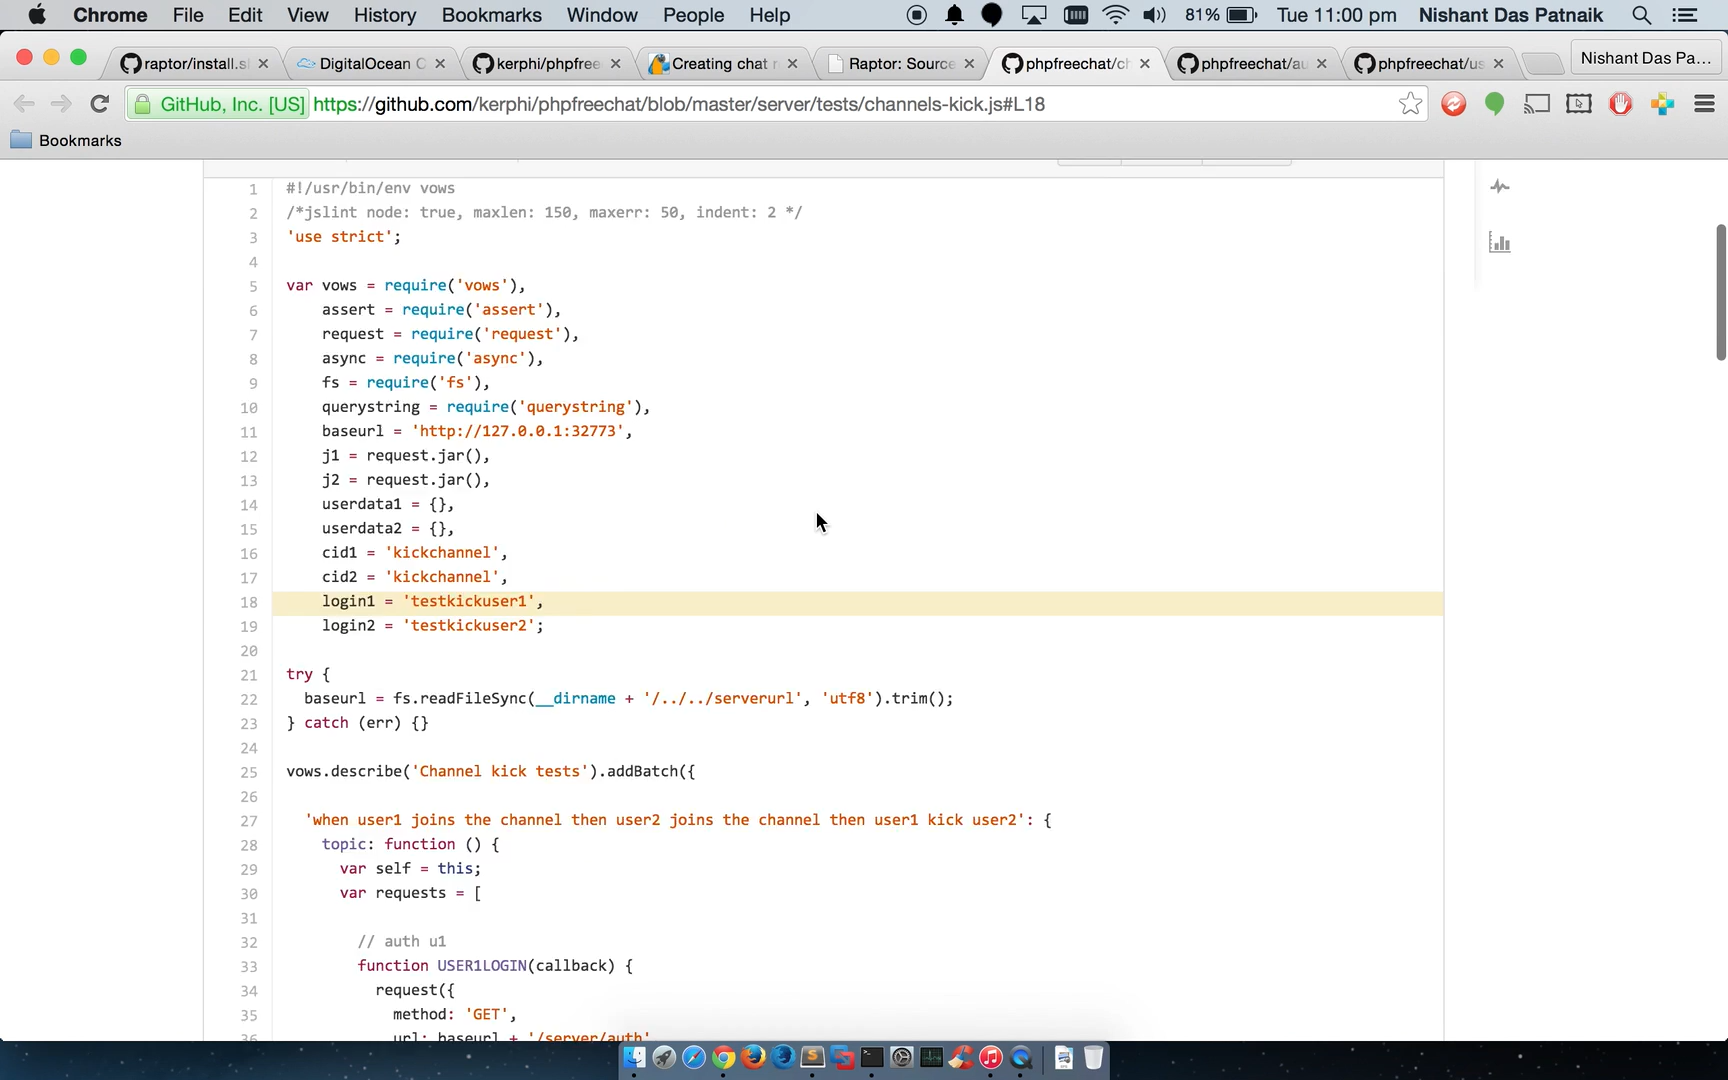 Chrome File Edit View History Bookmarks Window People Help 81% Tue 11:00 pm Nishant Das Patnaik
raptor/install.s DigitalOcean C kerphi/phpfree Creating chat r Raptor: Source phpfreechat/ch phpfreechat/au phpfreechat/us Nishant Das Pa...
GitHub, Inc. [US] https://github.com/kerphi/phpfreechat/blob/master/server/tests/channels-kick.js#L18
Bookmarks
1 #!/usr/bin/env vows
2 /*jslint node: true, maxlen: 150, maxerr: 50, indent: 2 */
3 'use strict';
4
5 var vows = require('vows'),
6 assert = require('assert'),
7 request = require('request'),
8 async = require('async'),
9 fs = require('fs'),
10 querystring = require('querystring'),
11 baseurl = 'http://127.0.0.1:32773',
12 j1 = request.jar(),
13 j2 = request.jar(),
14 userdata1 = {},
15 userdata2 = {},
16 cid1 = 'kickchannel',
17 cid2 = 'kickchannel',
18 login1 = 'testkickuser1',
19 login2 = 'testkickuser2';
20
21 try {
22 baseurl = fs.readFileSync(__dirname + '/../../serverurl', 'utf8').trim();
23 } catch (err) {}
24
25 vows.describe('Channel kick tests').addBatch({
26
27 'when user1 joins the channel then user2 joins the channel then user1 kick user2': {
28 topic: function () {
29 var self = this;
30 var requests = [
31
32 // auth u1
33 function USER1LOGIN(callback) {
34 request({
35 method: 'GET',
36 url: baseurl + '/server/auth'